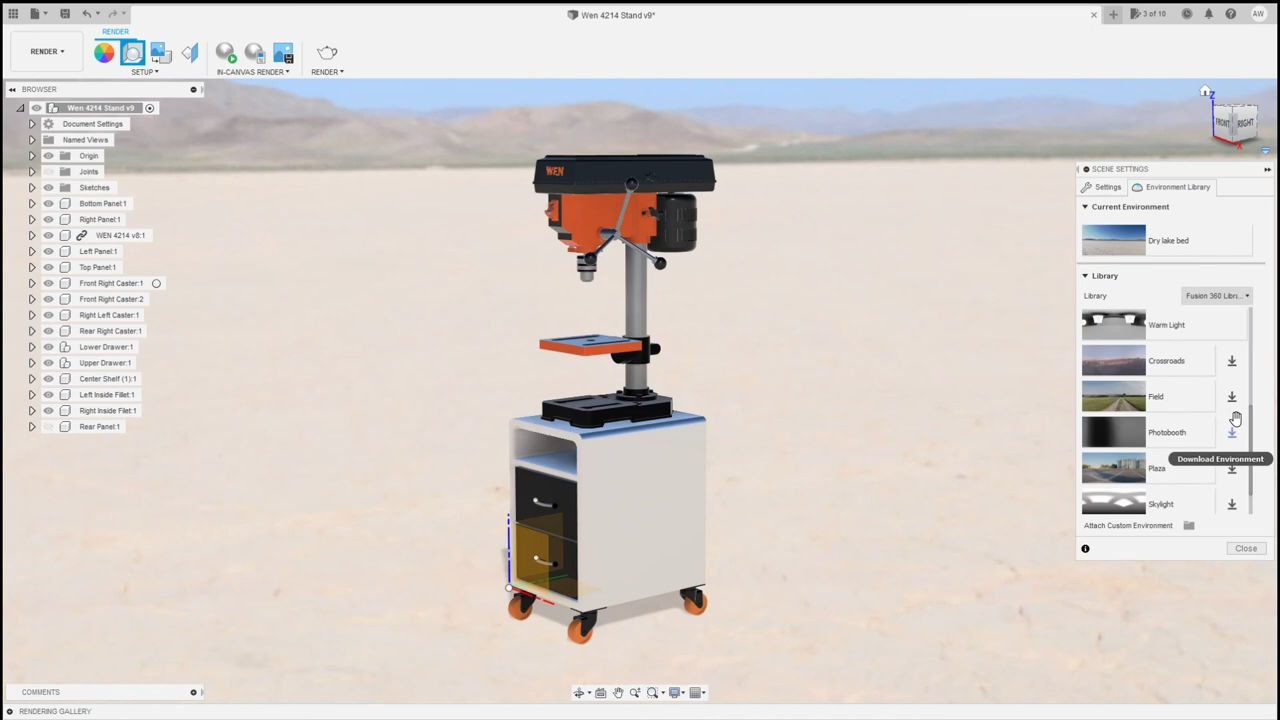 Wen 4214 Stand v9*
3 of 10
AW
RENDER
RENDER
SETUP
IN-CANVAS RENDER
RENDER
BROWSER
Wen 4214 Stand v9
Document Settings
Named Views
Origin
Joints
Sketches
Bottom Panel:1
Right Panel:1
WEN 4214 v8:1
Left Panel:1
Top Panel:1
Front Right Caster:1
Front Right Caster:2
Right Left Caster:1
Rear Right Caster:1
Lower Drawer:1
Upper Drawer:1
Center Shelf (1):1
Left Inside Fillet:1
Right Inside Filet:1
Rear Panel:1
WEN
Z
FRONT
RIGHT
X
SCENE SETTINGS
Settings
Environment Library
Current Environment
Dry lake bed
Library
Library
Fusion 360 Libr...
Warm Light
Crossroads
Field
Photobooth
Download Environment
Plaza
Skylight
Attach Custom Environment
Close
COMMENTS
RENDERING GALLERY